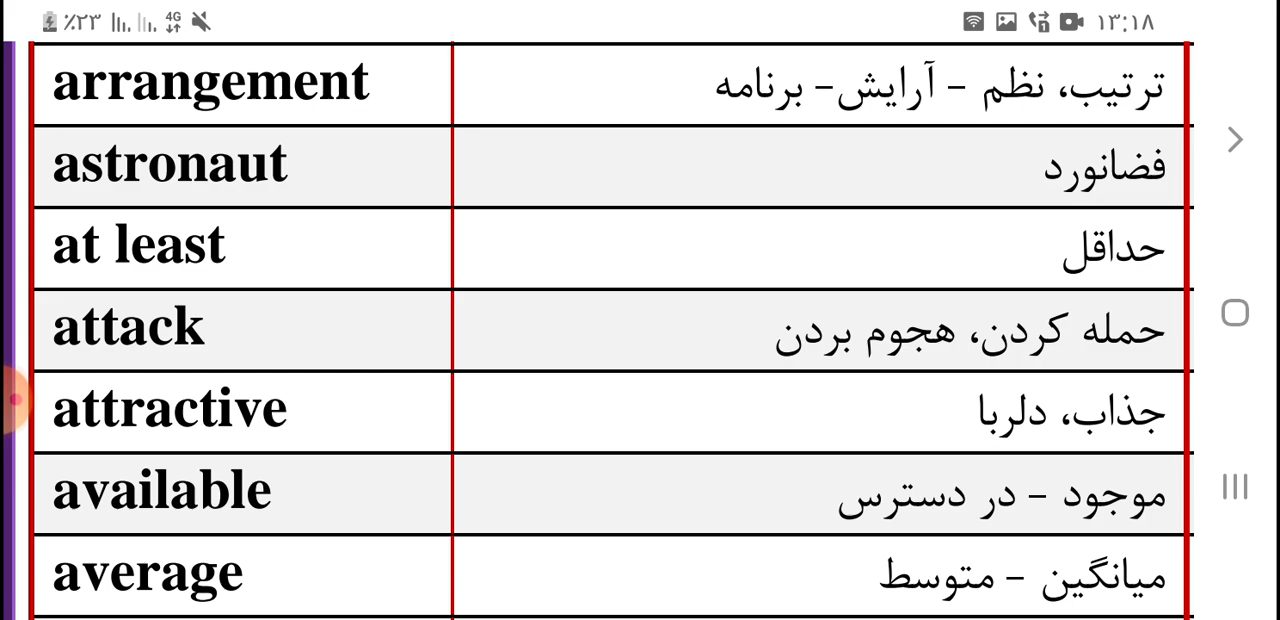 ٪۲۳ 4G ۱۳:۱۸
arrangement ترتیب، نظم – آرایش– برنامه
astronaut فضانورد
at least حداقل
attack حمله کردن، هجوم بردن
attractive جذاب، دلربا
available موجود – در دسترس
average میانگین – متوسط